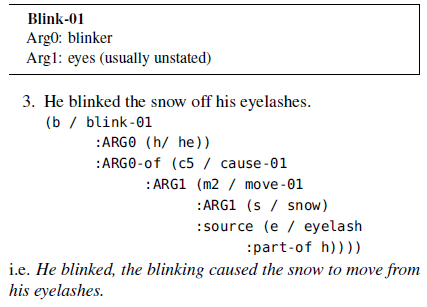 Blink-01
Arg0: blinker
Arg1: eyes (usually unstated)
3. He blinked the snow off his eyelashes.
(b / blink-01
:ARG0 (h/ he))
:ARG0-of (c5 / cause-01
:ARG1 (m2 / move-01
:ARG1 (s / snow)
:source (e / eyelash
:part-of h))))
i.e. He blinked, the blinking caused the snow to move from
his eyelashes.